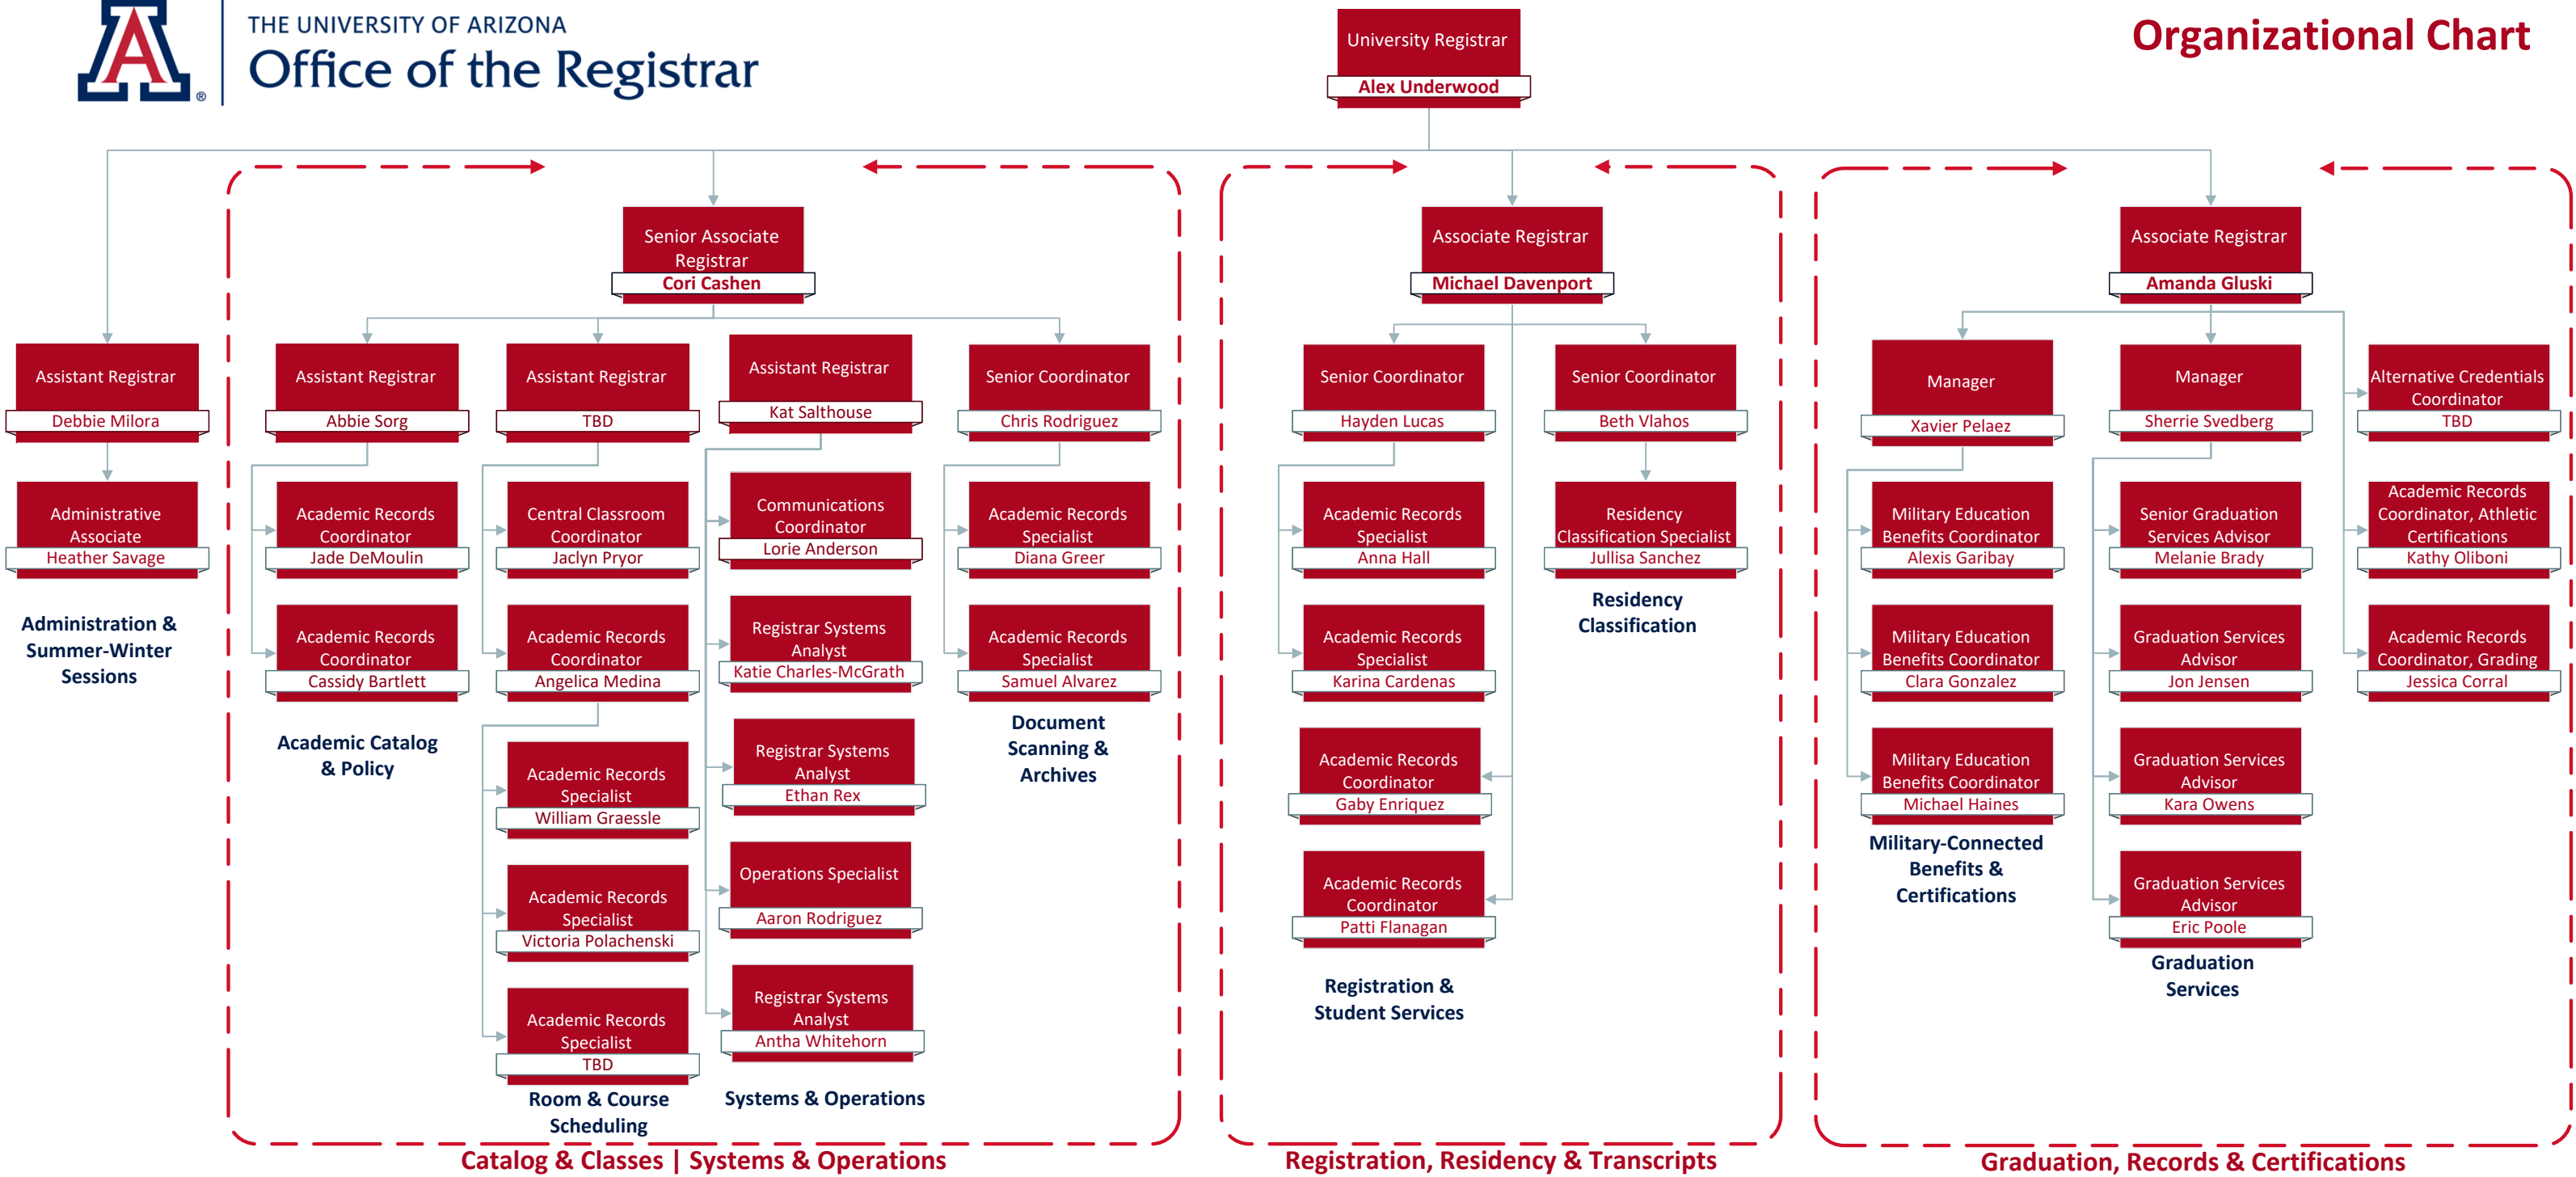 THE UNIVERSITY OF ARIZONA
Office of the Registrar
A
®
Organizational Chart
University Registrar
Alex Underwood
Senior Associate
Registrar
Cori Cashen
Associate Registrar
Michael Davenport
Associate Registrar
Amanda Gluski
Assistant Registrar
Debbie Milora
Administrative
Associate
Heather Savage
Administration &
Summer-Winter
Sessions
Assistant Registrar
Abbie Sorg
Academic Records
Coordinator
Jade DeMoulin
Academic Records
Coordinator
Cassidy Bartlett
Academic Catalog
& Policy
Assistant Registrar
TBD
Central Classroom
Coordinator
Jaclyn Pryor
Academic Records
Coordinator
Angelica Medina
Academic Records
Specialist
William Graessle
Academic Records
Specialist
Victoria Polachenski
Academic Records
Specialist
TBD
Room & Course
Scheduling
Assistant Registrar
Kat Salthouse
Communications
Coordinator
Lorie Anderson
Registrar Systems
Analyst
Katie Charles-McGrath
Registrar Systems
Analyst
Ethan Rex
Operations Specialist
Aaron Rodriguez
Registrar Systems
Analyst
Antha Whitehorn
Systems & Operations
Senior Coordinator
Chris Rodriguez
Academic Records
Specialist
Diana Greer
Academic Records
Specialist
Samuel Alvarez
Document
Scanning &
Archives
Catalog & Classes | Systems & Operations
Senior Coordinator
Hayden Lucas
Academic Records
Specialist
Anna Hall
Academic Records
Specialist
Karina Cardenas
Academic Records
Coordinator
Gaby Enriquez
Academic Records
Coordinator
Patti Flanagan
Registration &
Student Services
Senior Coordinator
Beth Vlahos
Residency
Classification Specialist
Jullisa Sanchez
Residency
Classification
Registration, Residency & Transcripts
Manager
Xavier Pelaez
Military Education
Benefits Coordinator
Alexis Garibay
Military Education
Benefits Coordinator
Clara Gonzalez
Military Education
Benefits Coordinator
Michael Haines
Military-Connected
Benefits &
Certifications
Manager
Sherrie Svedberg
Senior Graduation
Services Advisor
Melanie Brady
Graduation Services
Advisor
Jon Jensen
Graduation Services
Advisor
Kara Owens
Graduation Services
Advisor
Eric Poole
Graduation
Services
Alternative Credentials
Coordinator
TBD
Academic Records
Coordinator, Athletic
Certifications
Kathy Oliboni
Academic Records
Coordinator, Grading
Jessica Corral
Graduation, Records & Certifications